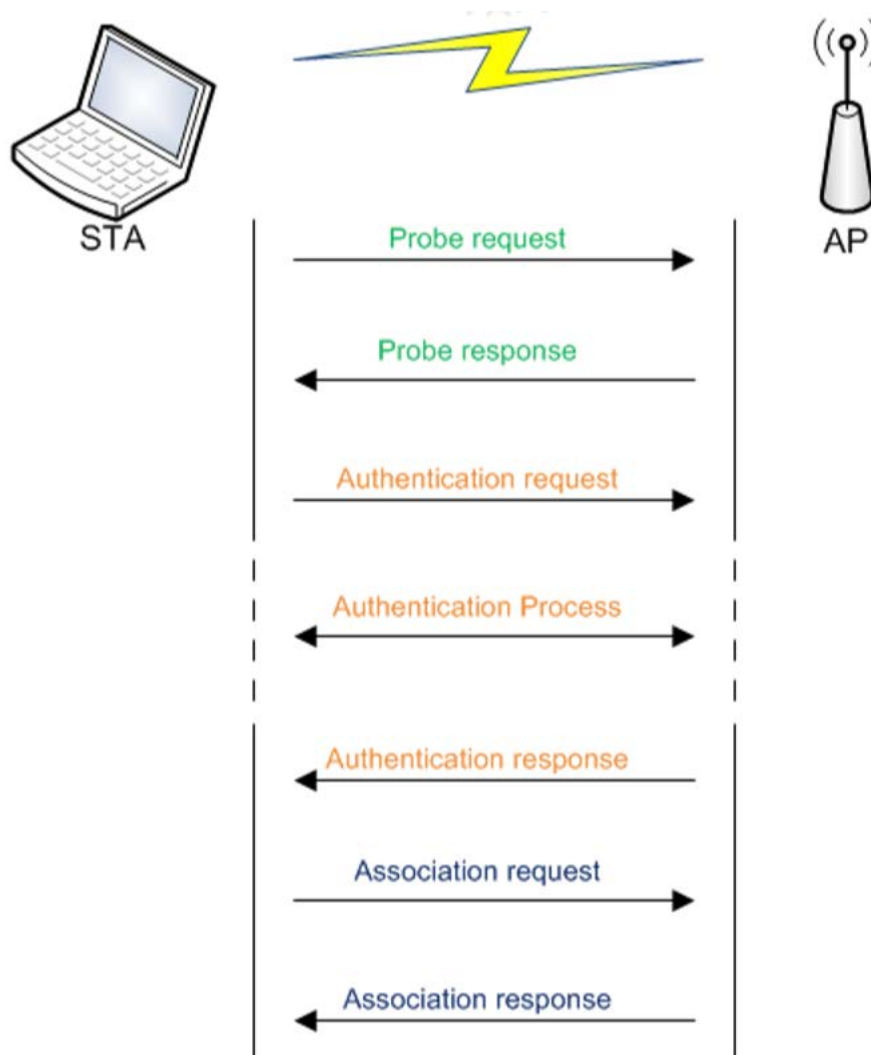 STA
AP
Probe request
Probe response
Authentication request
Authentication Process
Authentication response
Association request
Association response